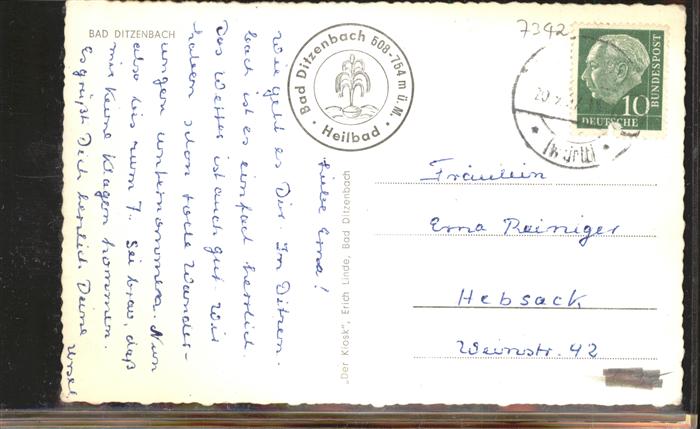 BAD DITZENBACH
Bad Ditzenbach 508-754 m ü. M.
Heilbad
7342
BUNDESPOST
10
DEUTSCHE
(Württ)
Liebe Erna!
Wie geht es Dir. In Ditzen-
bach ist es einfach herrlich.
Das Wetter ist auch gut. Wir
haben schon tolle Wander-
ungen unternommen. Nun
also bis zum 7.. Sei brav, daß
mir keine Klagen kommen.
Es grüßt Dich herzlich Deine
Ursel
„Der Kiosk", Erich Linde, Bad Ditzenbach
Fräulein
Erna Reiniger
Hebsack
Weinstr. 42